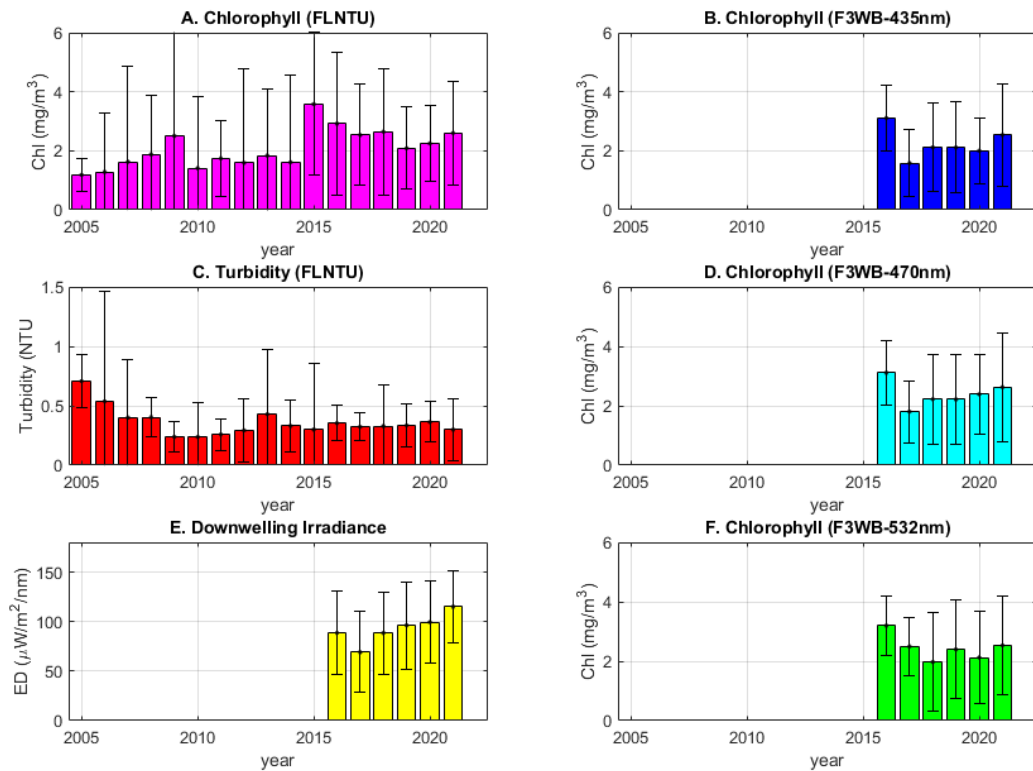 A. Chlorophyll (FLNTU)
6
4
2
0
Chl (mg/m³)
2005 2010 2015 2020
year
B. Chlorophyll (F3WB-435nm)
6
4
2
0
Chl (mg/m³)
2005 2010 2015 2020
year
C. Turbidity (FLNTU)
1.5
1
0.5
0
Turbidity (NTU
2005 2010 2015 2020
year
D. Chlorophyll (F3WB-470nm)
6
4
2
0
Chl (mg/m³)
2005 2010 2015 2020
year
E. Downwelling Irradiance
150
100
50
0
ED (μW/m²/nm)
2005 2010 2015 2020
year
F. Chlorophyll (F3WB-532nm)
6
4
2
0
Chl (mg/m³)
2005 2010 2015 2020
year